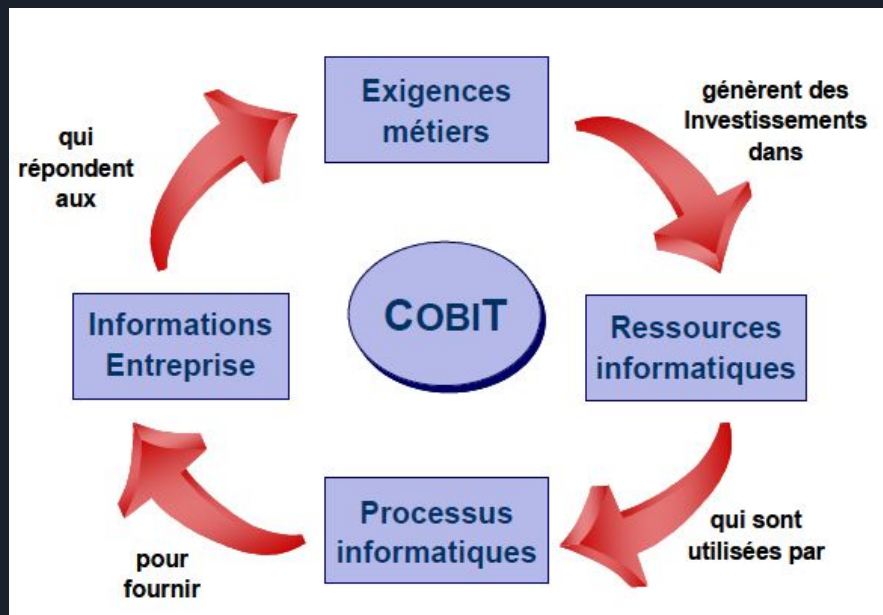 Exigences
métiers
génèrent des
Investissements
dans
qui
répondent
aux
COBIT
Informations
Entreprise
Ressources
informatiques
Processus
informatiques
qui sont
utilisées par
pour
fournir